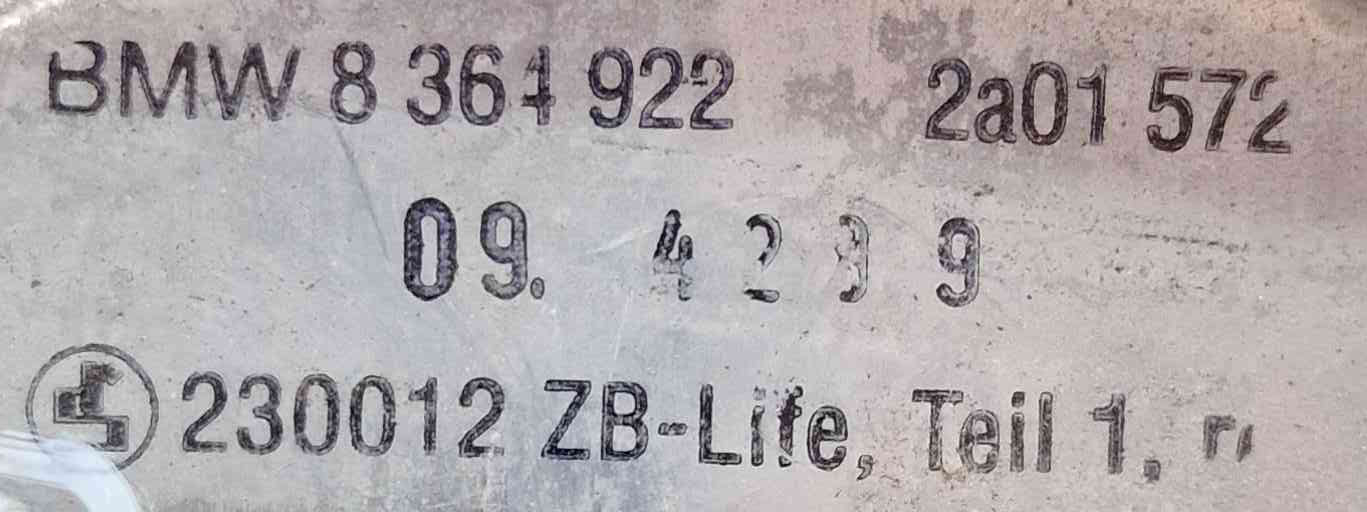 BMW 8 364 922 2a01 572
09. 4 2 3 9
230012 ZB-Life, Teil 1.